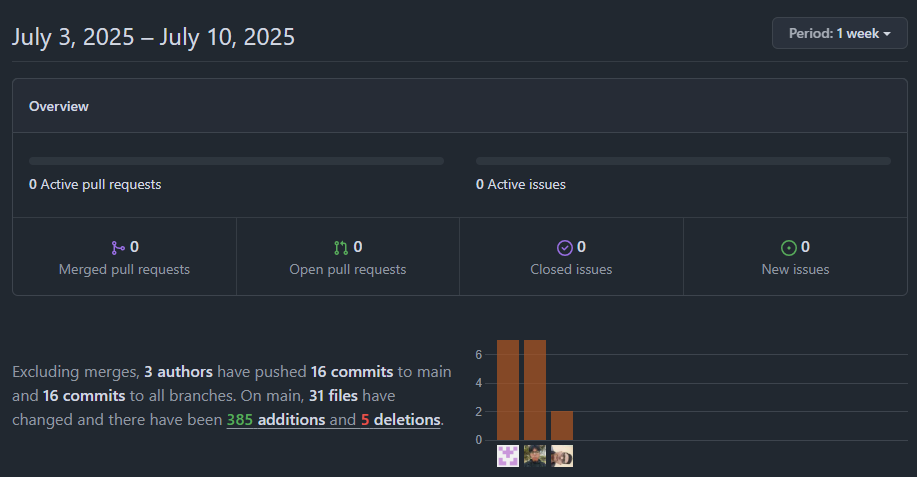 July 3, 2025 – July 10, 2025
Period: 1 week
Overview
0 Active pull requests
0 Active issues
0
Merged pull requests
0
Open pull requests
0
Closed issues
0
New issues
Excluding merges, 3 authors have pushed 16 commits to main
and 16 commits to all branches. On main, 31 files have
changed and there have been 385 additions and 5 deletions.
6
4
2
0